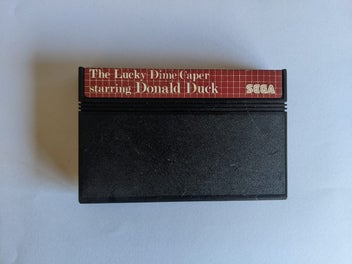 The Lucky Dime Caper
starring Donald Duck
SEGA